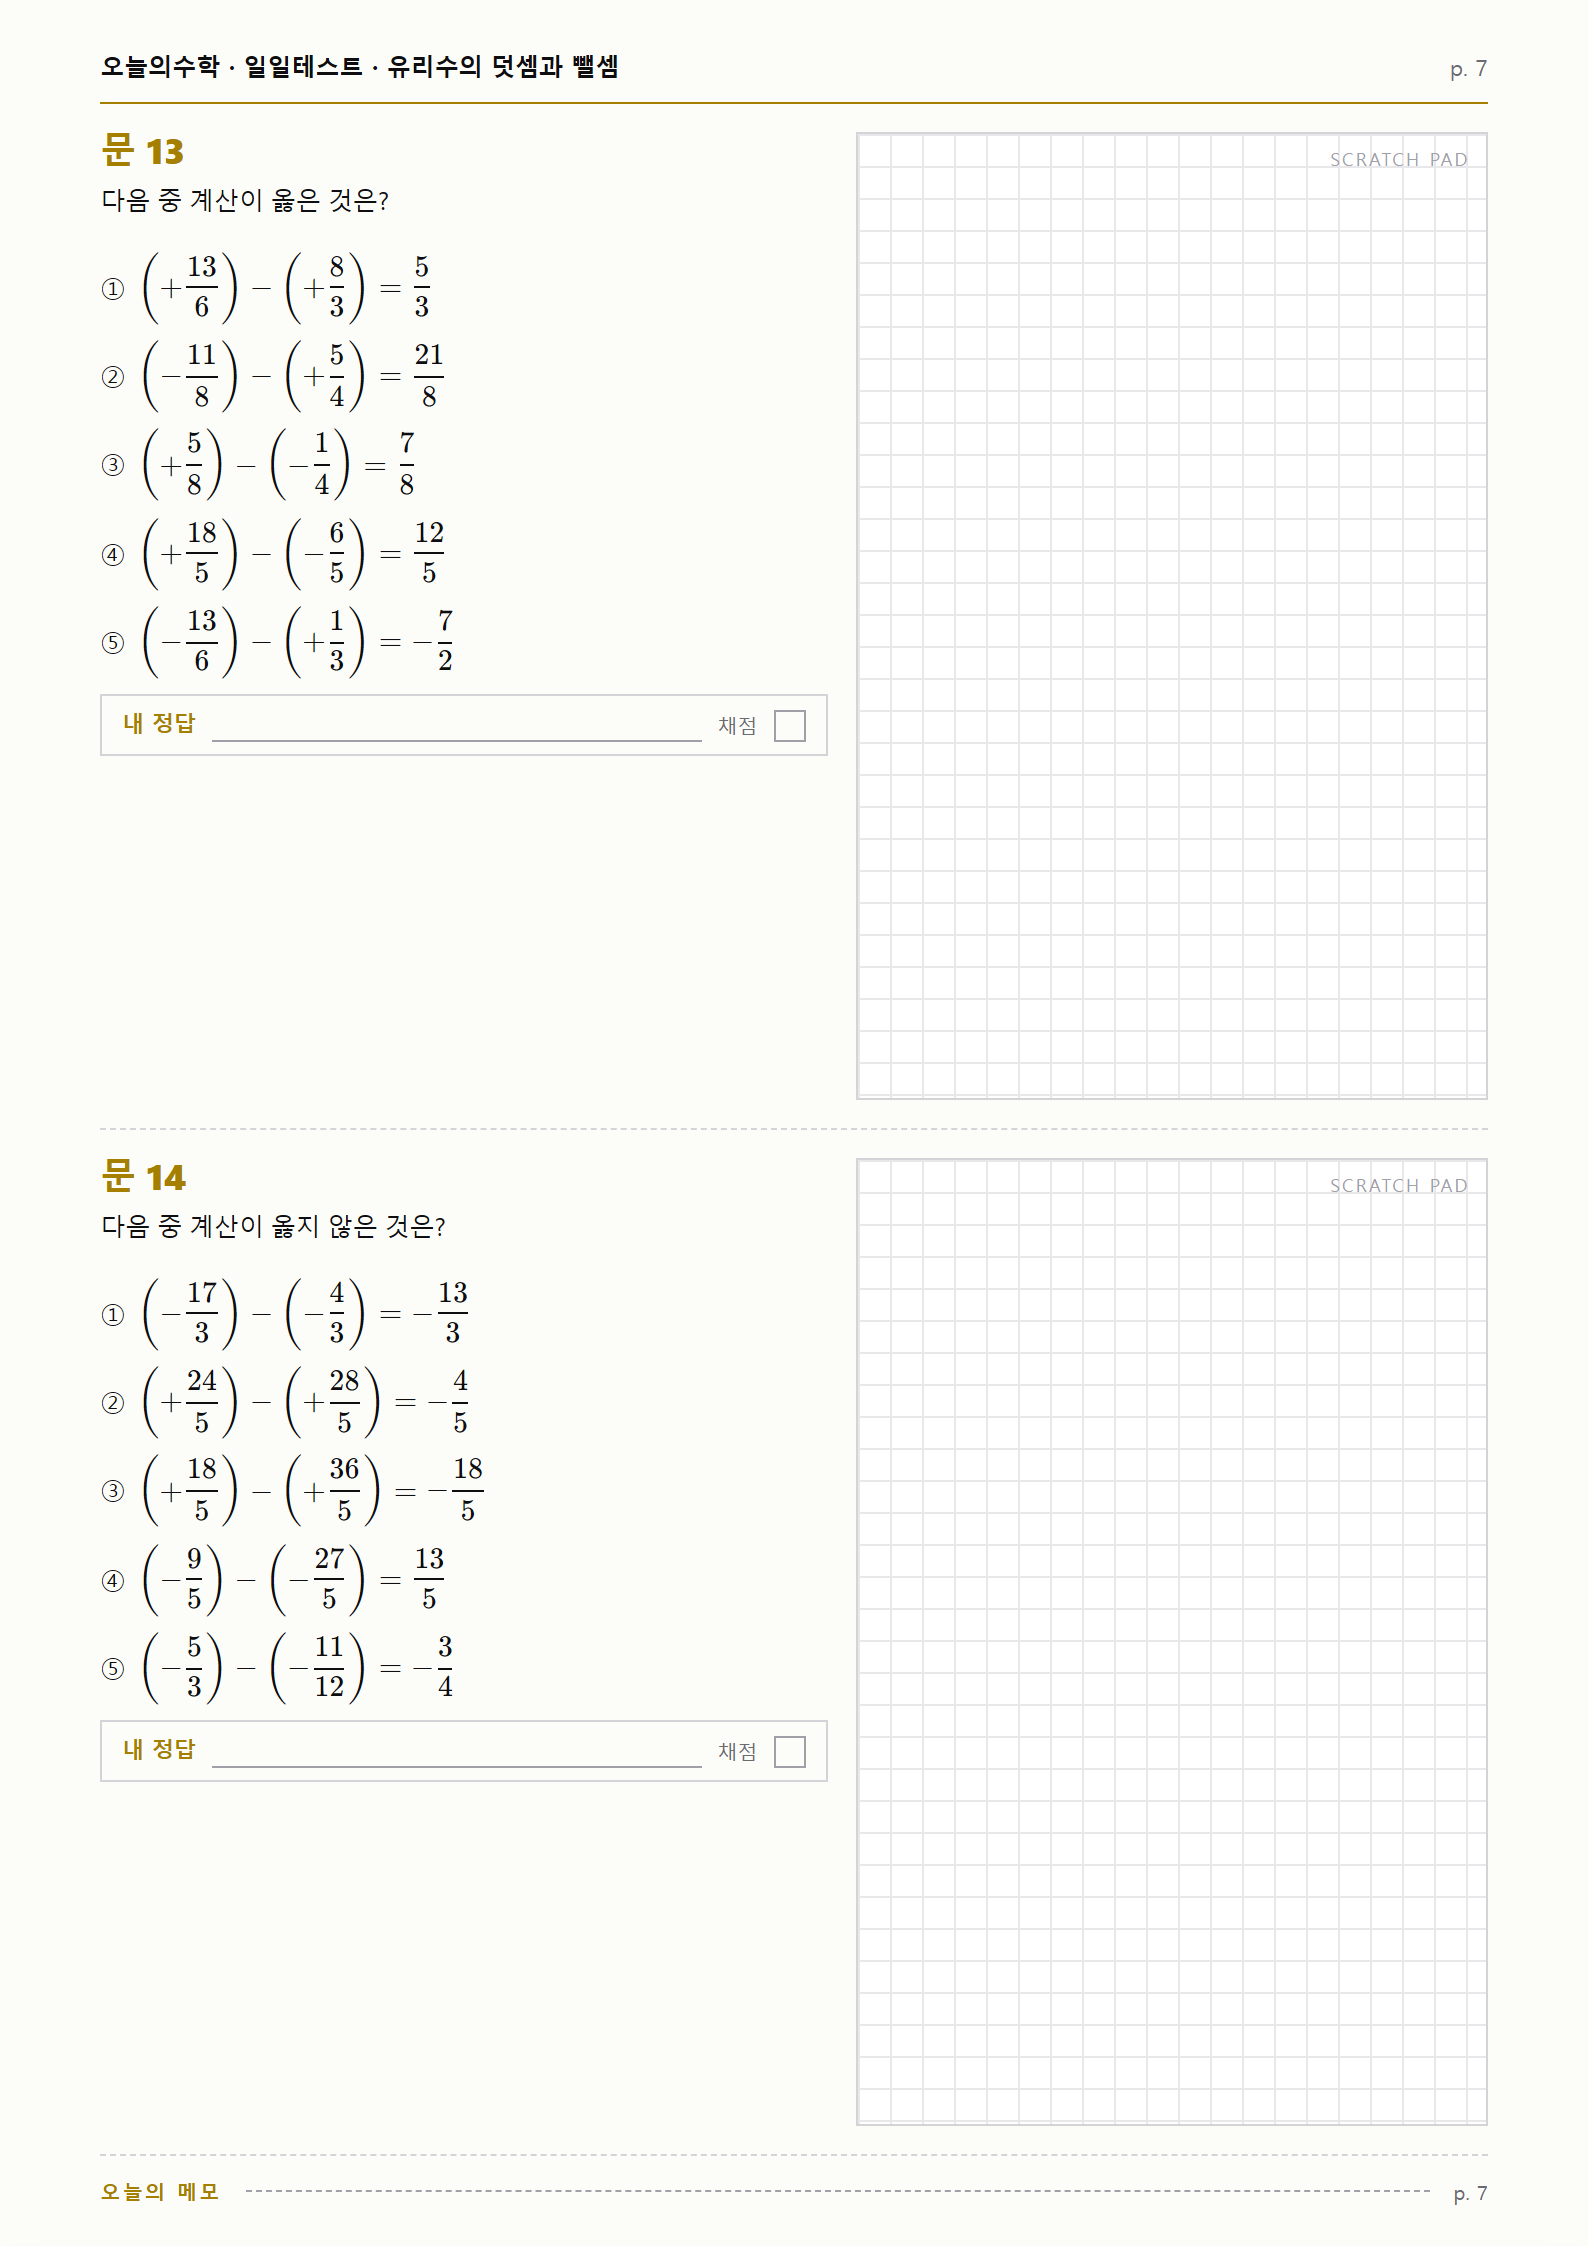 오늘의수학 · 일일테스트 · 유리수의 덧셈과 뺄셈
p. 7
문 13
SCRATCH PAD
다음 중 계산이 옳은 것은?
① (+13/6) − (+8/3) = 5/3
② (−11/8) − (+5/4) = 21/8
③ (+5/8) − (−1/4) = 7/8
④ (+18/5) − (−6/5) = 12/5
⑤ (−13/6) − (+1/3) = −7/2
내 정답 채점
문 14
SCRATCH PAD
다음 중 계산이 옳지 않은 것은?
① (−17/3) − (−4/3) = −13/3
② (+24/5) − (+28/5) = −4/5
③ (+18/5) − (+36/5) = −18/5
④ (−9/5) − (−27/5) = 13/5
⑤ (−5/3) − (−11/12) = −3/4
내 정답 채점
오늘의 메모
p. 7